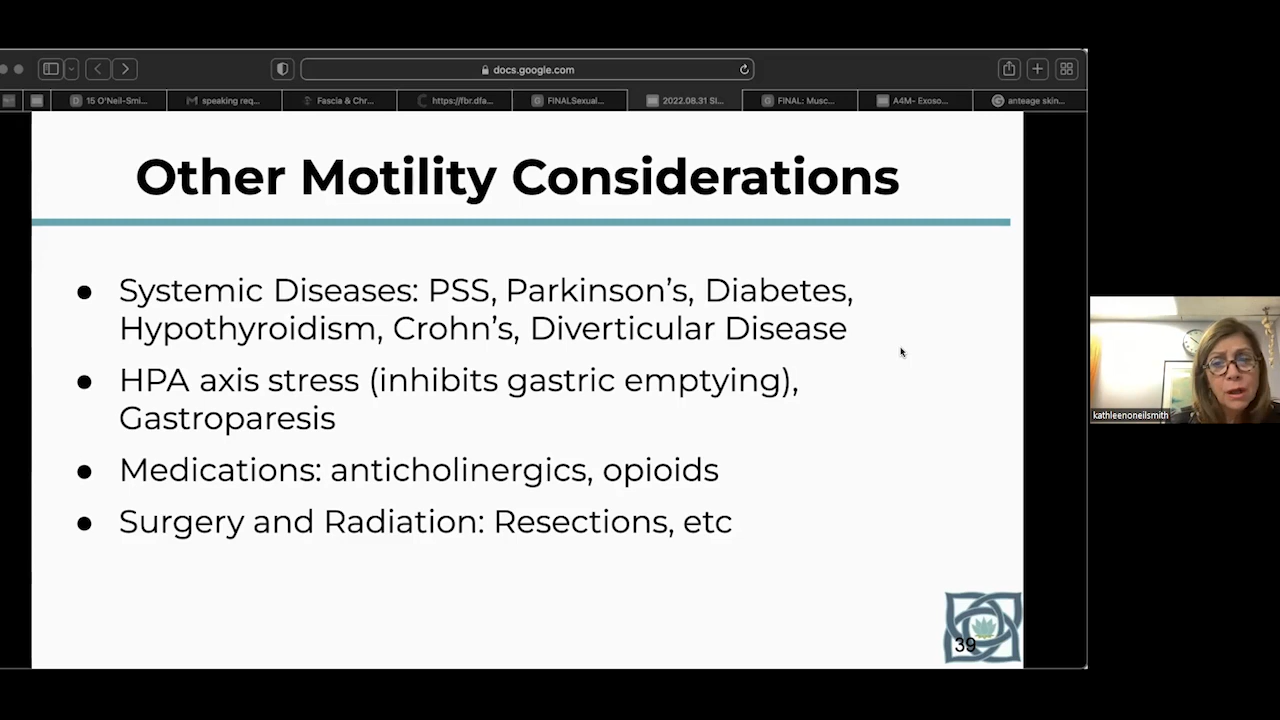 docs.google.com
15 O'Neil-Smi...
speaking req...
Fascia & Chr...
https://fbr.dfa...
FINALSexual...
2022.08.31 SI...
FINAL: Musc...
A4M- Exoso...
anteage skin...
Other Motility Considerations
● Systemic Diseases: PSS, Parkinson's, Diabetes,
Hypothyroidism, Crohn's, Diverticular Disease
● HPA axis stress (inhibits gastric emptying),
Gastroparesis
● Medications: anticholinergics, opioids
● Surgery and Radiation: Resections, etc
39
kathleenoneilsmith